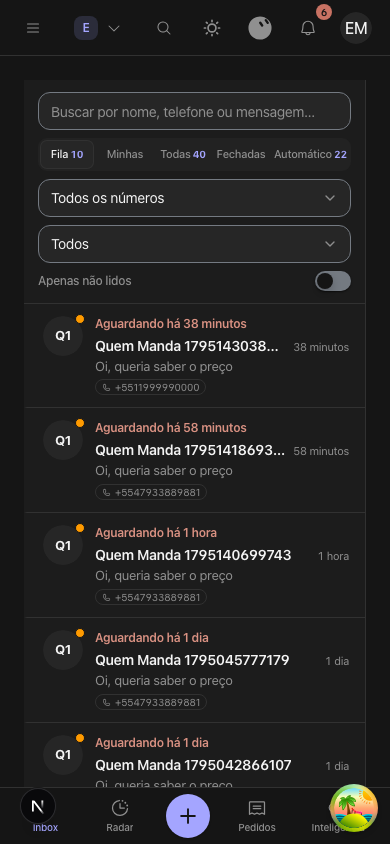 E
6
EM
Buscar por nome, telefone ou mensagem...
Fila 10 Minhas Todas 40 Fechadas Automático 22
Todos os números
Todos
Apenas não lidos
Aguardando há 38 minutos
Q1
Quem Manda 1795143038... 38 minutos
Oi, queria saber o preço
+5511999990000
Aguardando há 58 minutos
Q1
Quem Manda 17951418693... 58 minutos
Oi, queria saber o preço
+5547933889881
Aguardando há 1 hora
Q1
Quem Manda 1795140699743 1 hora
Oi, queria saber o preço
+5547933889881
Aguardando há 1 dia
Q1
Quem Manda 1795045777179 1 dia
Oi, queria saber o preço
+5547933889881
Aguardando há 1 dia
Q1
Quem Manda 1795042866107 1 dia
Oi, queria saber o preço
N
Inbox Radar Pedidos